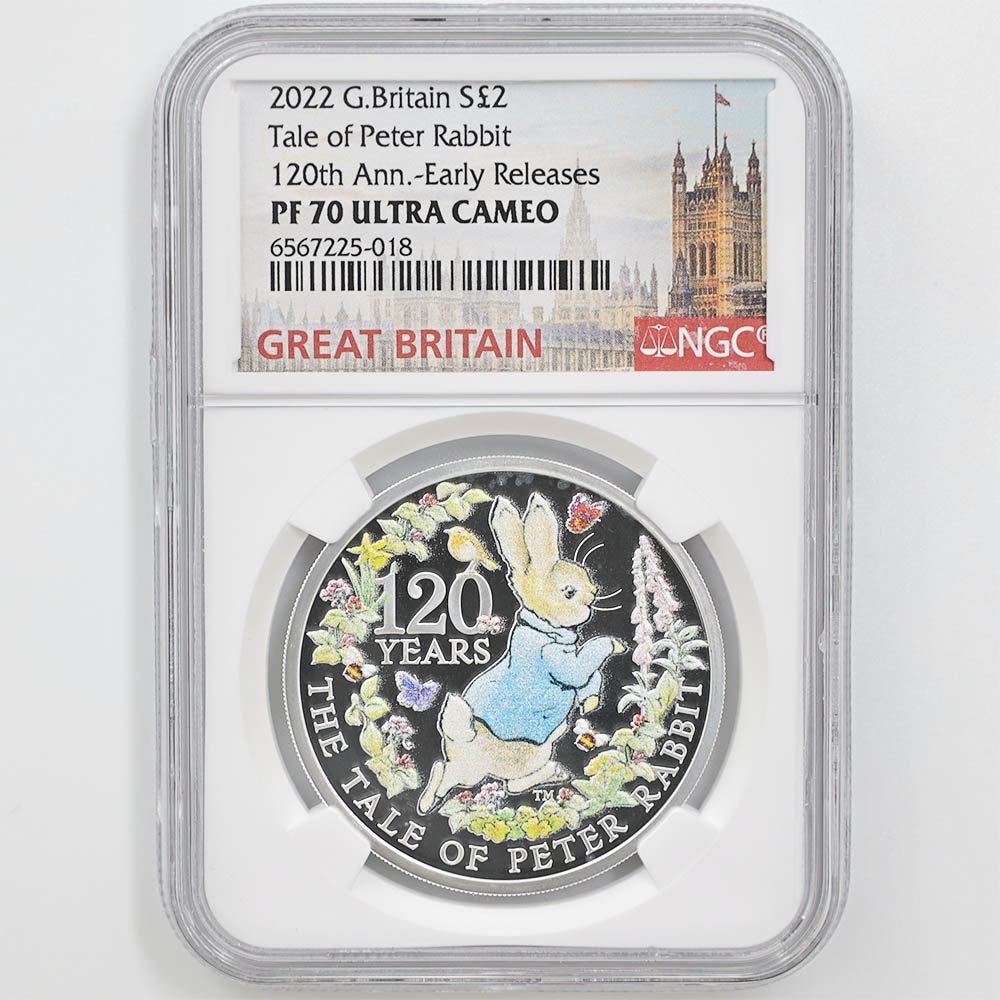 2022 G.Britain S£2
Tale of Peter Rabbit
120th Ann.-Early Releases
PF 70 ULTRA CAMEO
6567225-018
GREAT BRITAIN
NGC®
120
YEARS
THE TALE OF PETER RABBIT
TM